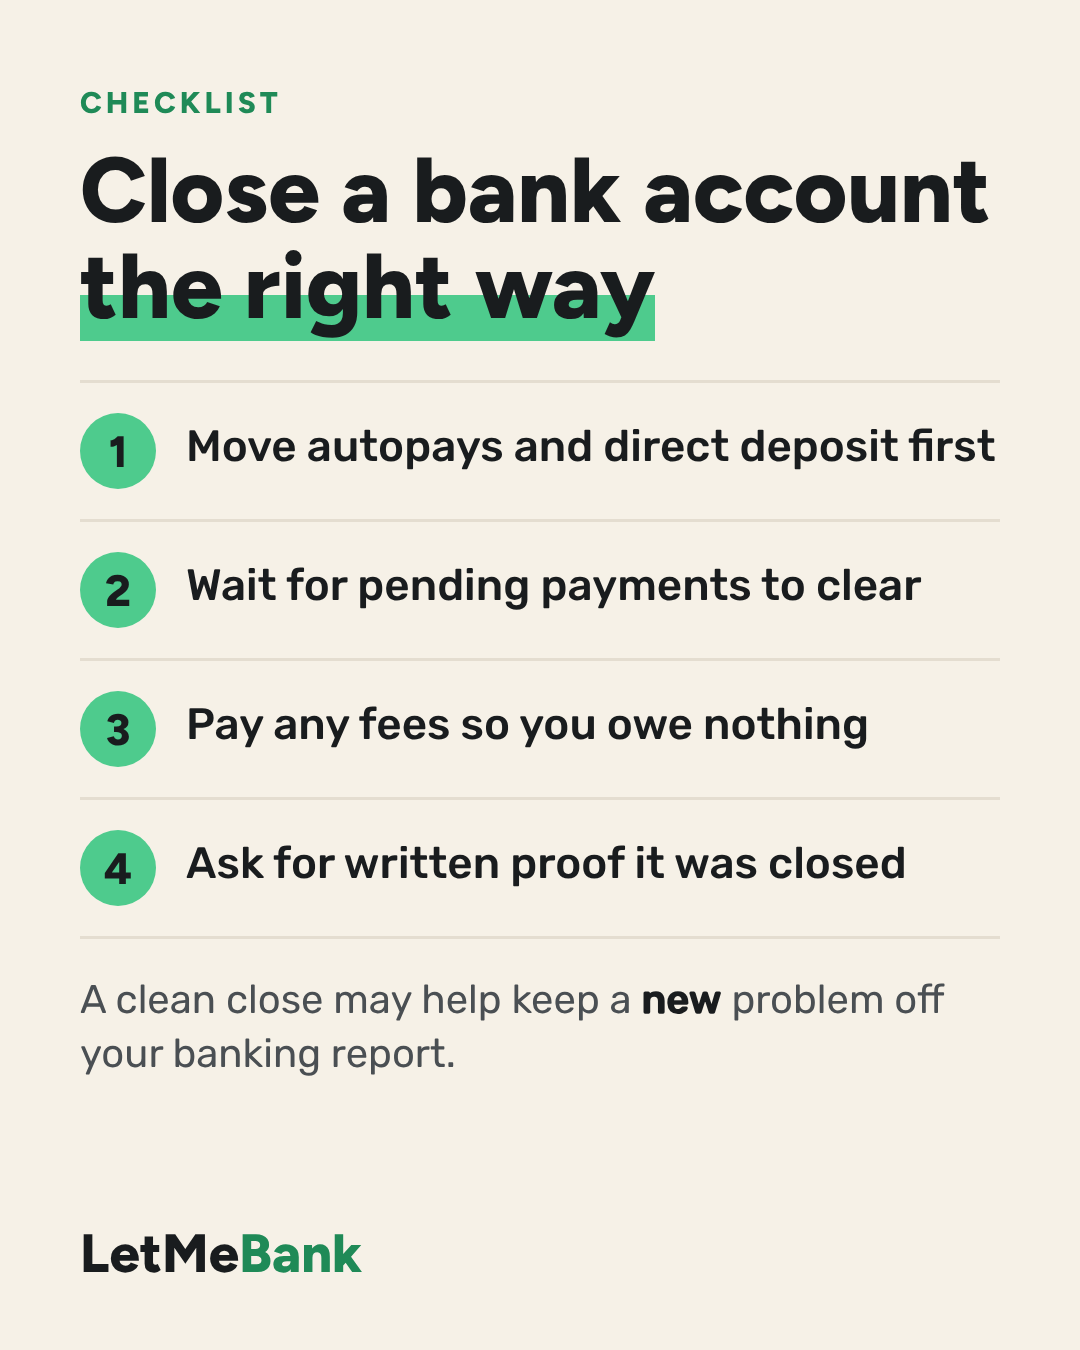 CHECKLIST
Close a bank account
the right way
1 Move autopays and direct deposit first
2 Wait for pending payments to clear
3 Pay any fees so you owe nothing
4 Ask for written proof it was closed
A clean close may help keep a new problem off
your banking report.
LetMeBank